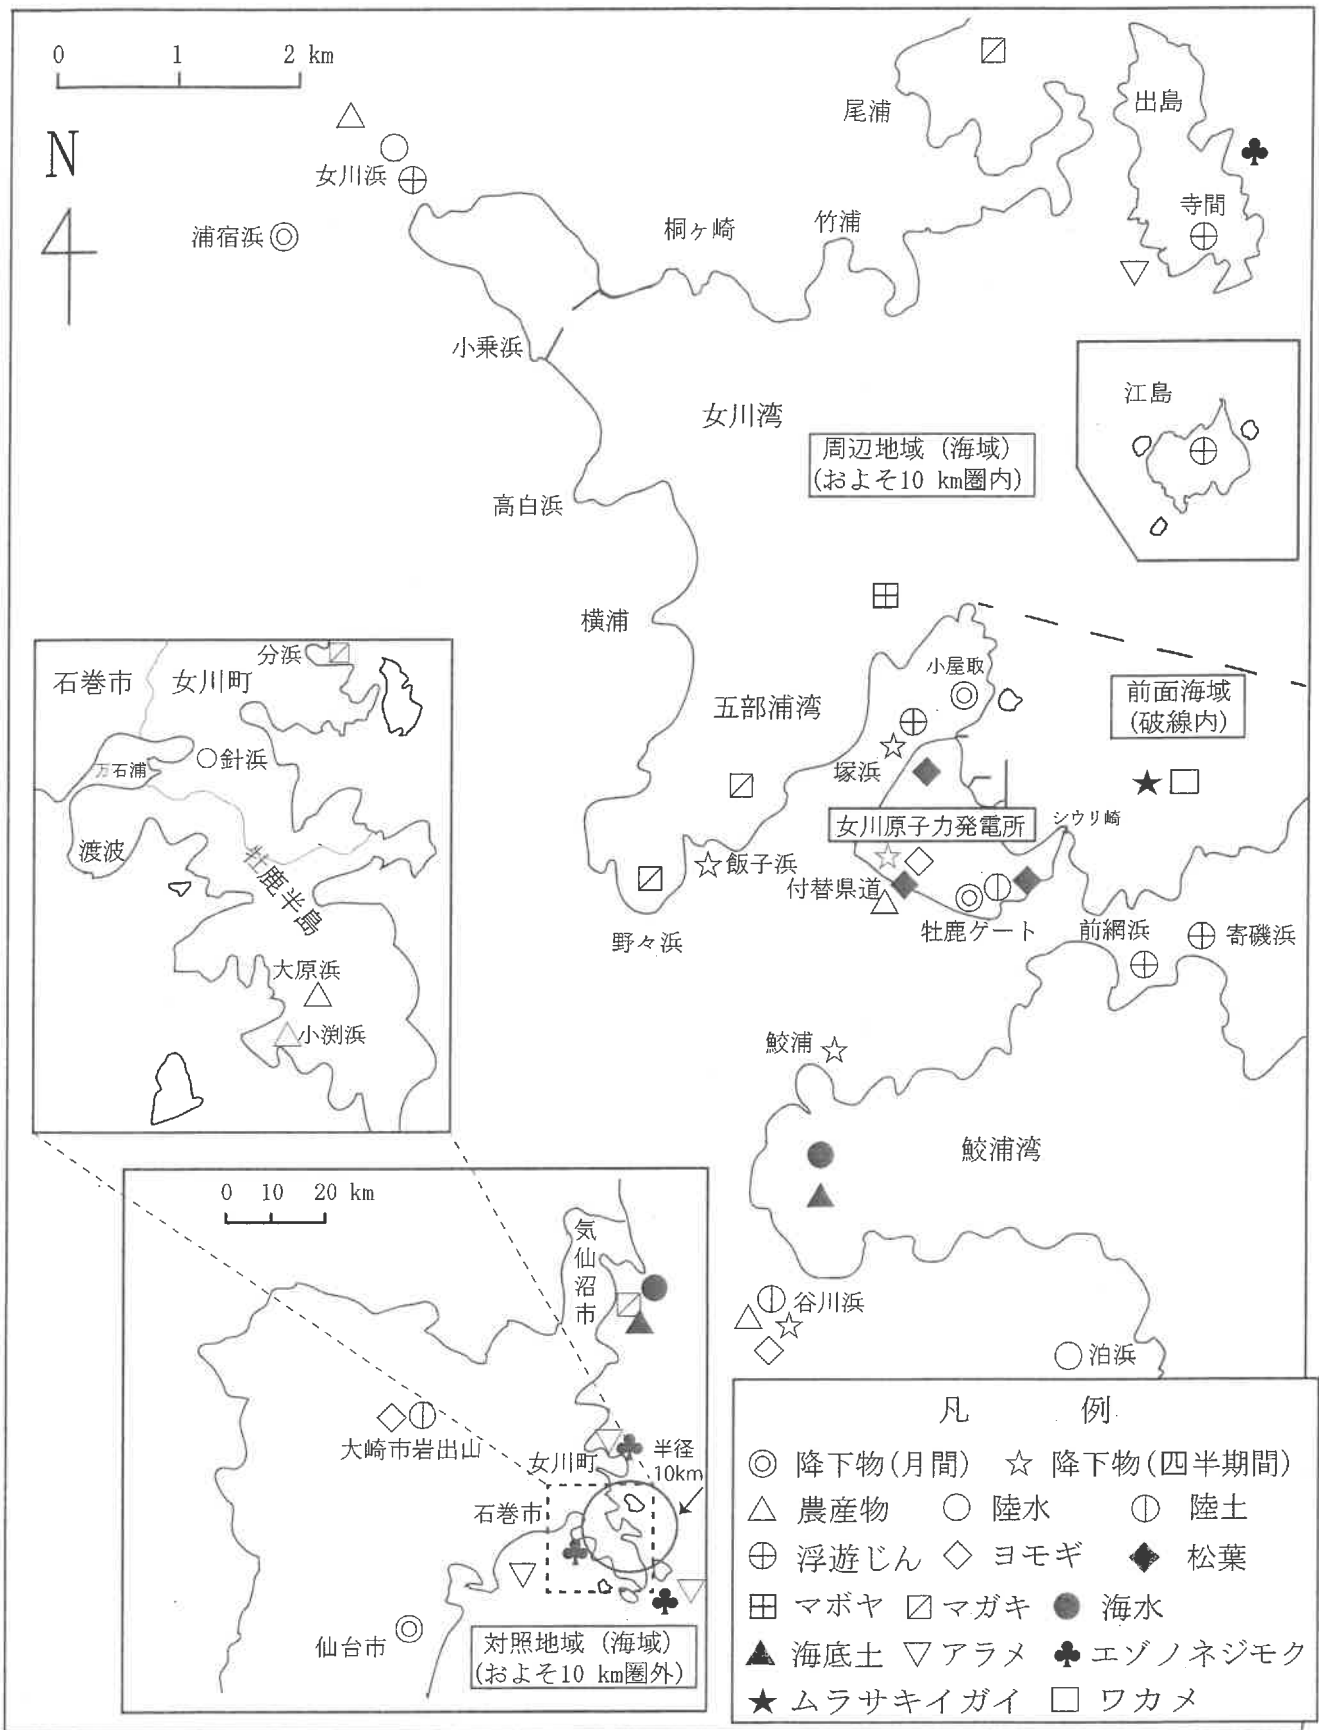 0 1 2 km
N
尾浦
出島
女川浜
浦宿浜
寺間
桐ヶ崎
竹浦
小乗浜
女川湾
江島
周辺地域 (海域)
(およそ10 km圏内)
高白浜
横浦
小屋取
五部浦湾
前面海域
(破線内)
塚浜
女川原子力発電所
シウリ崎
飯子浜
付替県道
野々浜
牡鹿ゲート
前網浜
寄磯浜
鮫浦
鮫浦湾
谷川浜
泊浜
分浜
石巻市
女川町
万石浦
針浜
渡波
牡鹿半島
大原浜
小渕浜
0 10 20 km
気仙沼市
大崎市岩出山
女川町
半径
10km
石巻市
仙台市
対照地域 (海域)
(およそ10 km圏外)
凡 例
降下物(月間) 降下物(四半期間)
農産物 陸水 陸土
浮遊じん ヨモギ 松葉
マボヤ マガキ 海水
海底土 アラメ エゾノネジモク
ムラサキイガイ ワカメ